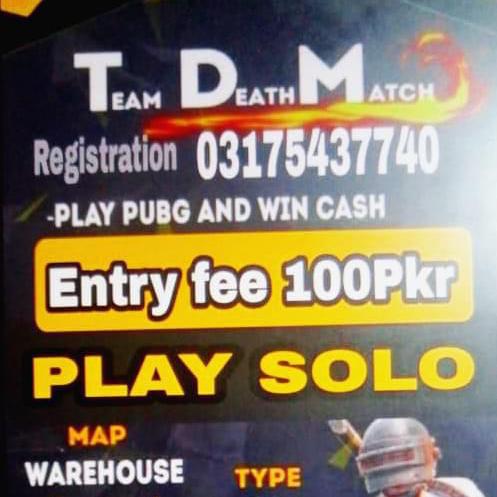 TEAM DEATH MATCH
Registration 03175437740
-PLAY PUBG AND WIN CASH
Entry fee 100Pkr
PLAY SOLO
MAP
WAREHOUSE
TYPE